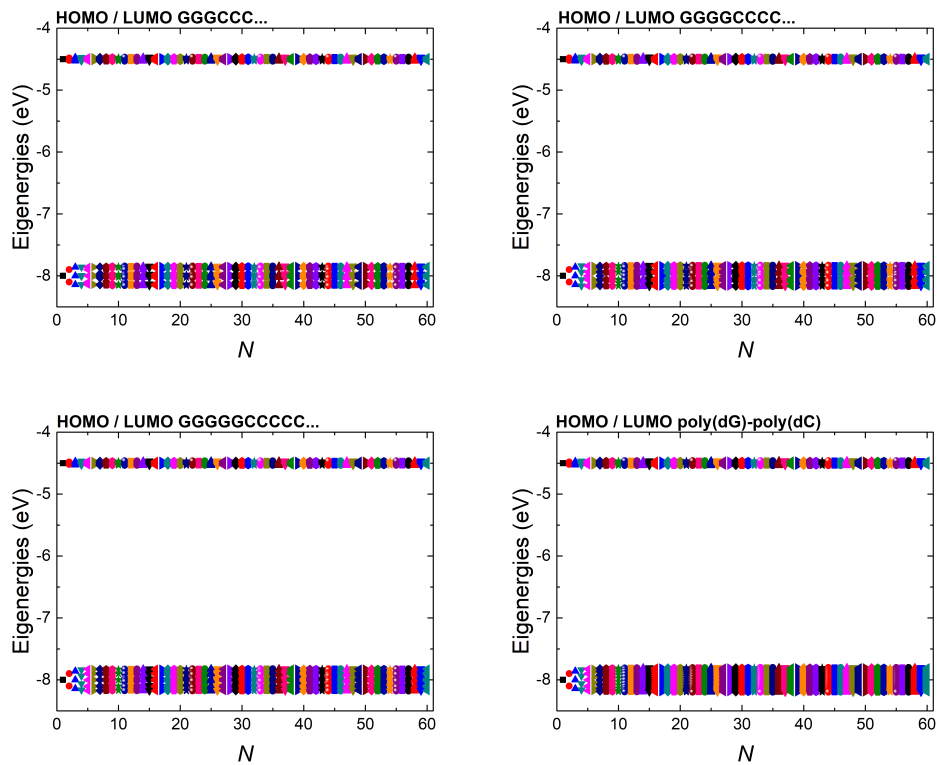 HOMO / LUMO GGGCCC...
Eigenergies (eV)
-4
-5
-6
-7
-8
0 10 20 30 40 50 60
N
HOMO / LUMO GGGGCCCC...
Eigenergies (eV)
-4
-5
-6
-7
-8
0 10 20 30 40 50 60
N
HOMO / LUMO GGGGGCCCCC...
Eigenergies (eV)
-4
-5
-6
-7
-8
0 10 20 30 40 50 60
N
HOMO / LUMO poly(dG)-poly(dC)
Eigenergies (eV)
-4
-5
-6
-7
-8
0 10 20 30 40 50 60
N